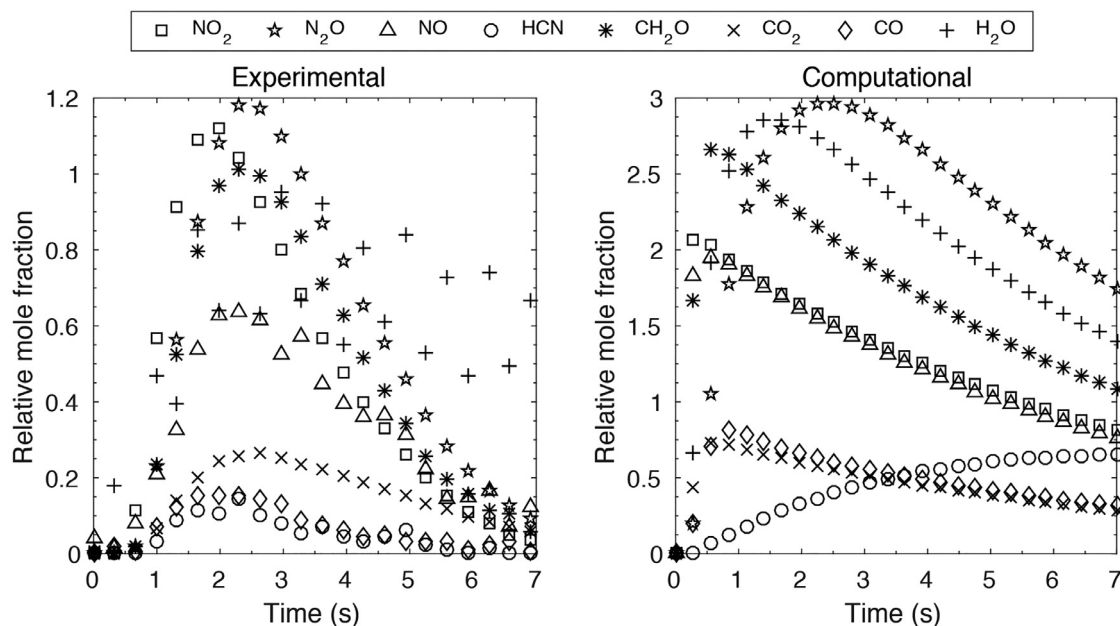 NO2 N2O NO HCN CH2O CO2 CO H2O
Experimental
Relative mole fraction
1.2
1
0.8
0.6
0.4
0.2
0
0 1 2 3 4 5 6 7
Time (s)
Computational
Relative mole fraction
3
2.5
2
1.5
1
0.5
0
0 1 2 3 4 5 6 7
Time (s)